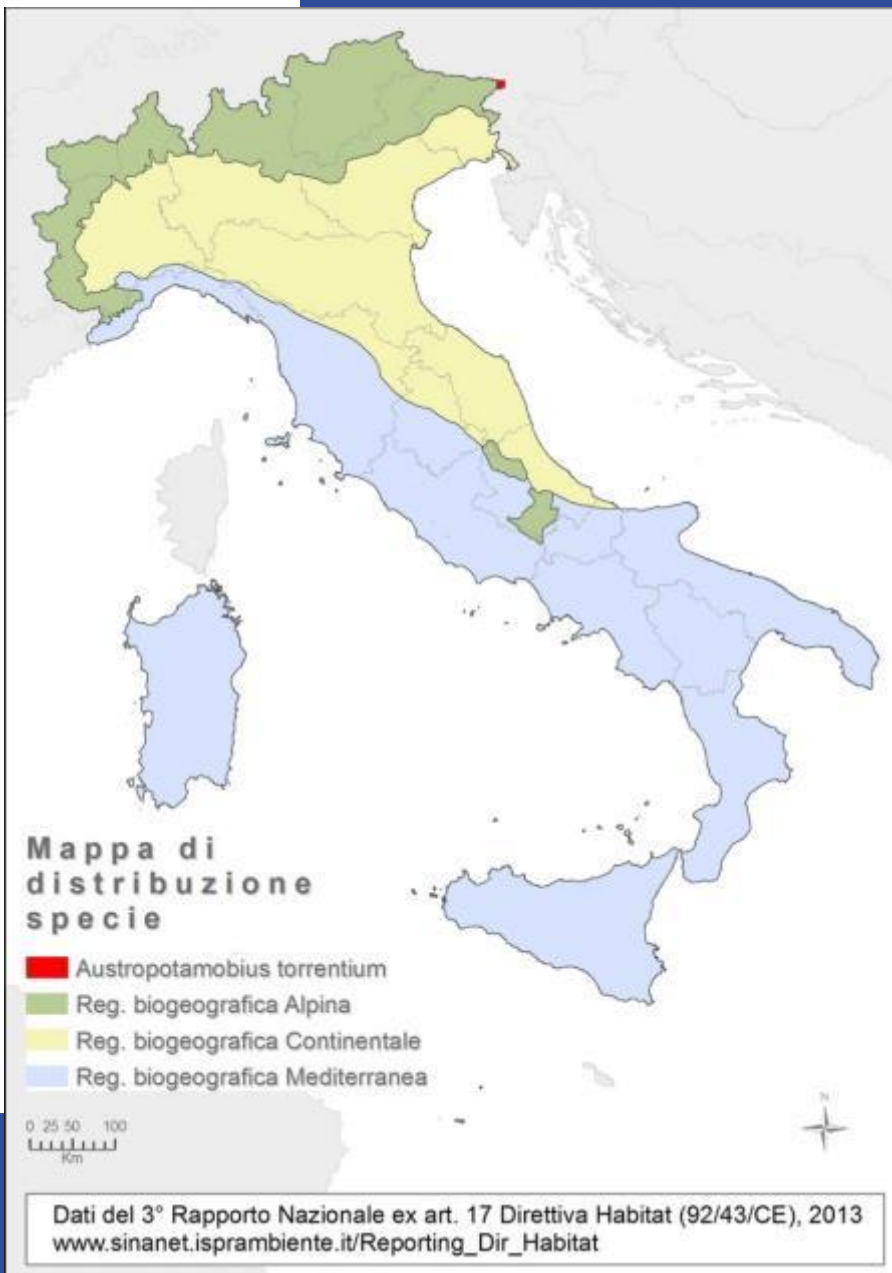 Mappa di
distribuzione
specie
Austropotamobius torrentium
Reg. biogeografica Alpina
Reg. biogeografica Continentale
Reg. biogeografica Mediterranea
0 25 50 100
Km
N
Dati del 3° Rapporto Nazionale ex art. 17 Direttiva Habitat (92/43/CE), 2013
www.sinanet.isprambiente.it/Reporting_Dir_Habitat